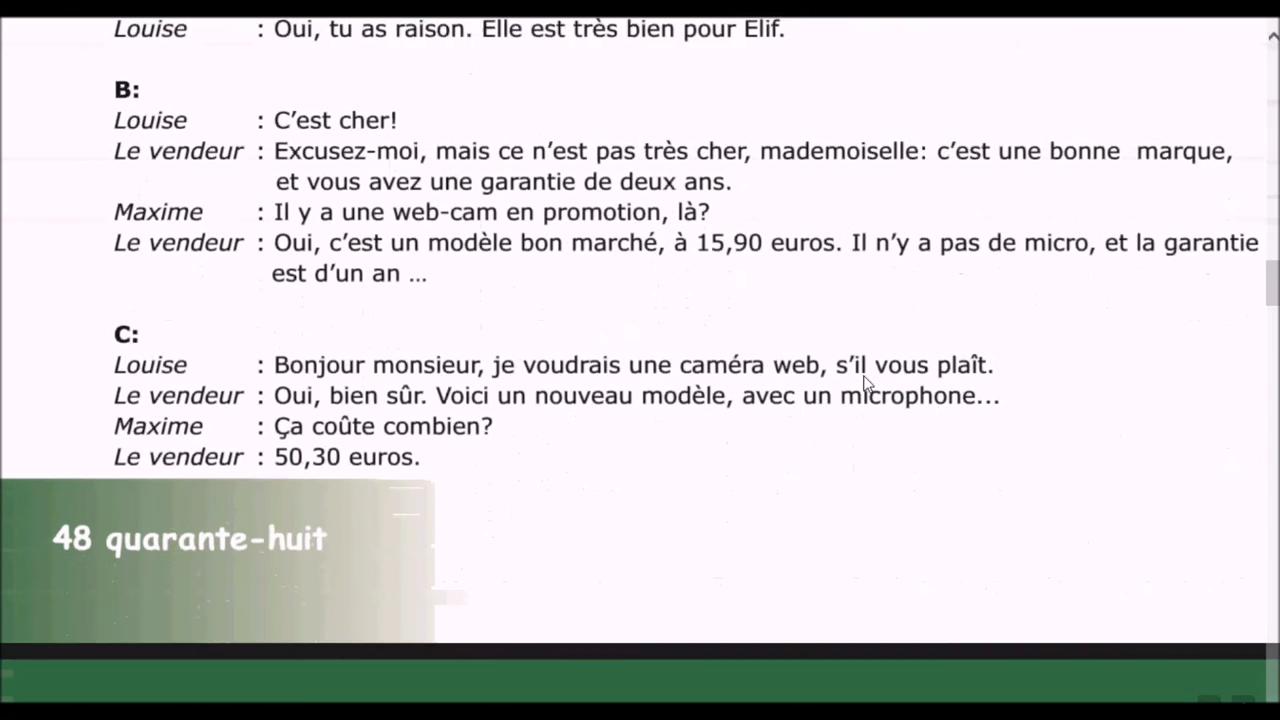 Louise : Oui, tu as raison. Elle est très bien pour Elif.
B:
Louise : C'est cher!
Le vendeur : Excusez-moi, mais ce n'est pas très cher, mademoiselle: c'est une bonne marque,
et vous avez une garantie de deux ans.
Maxime : Il y a une web-cam en promotion, là?
Le vendeur : Oui, c'est un modèle bon marché, à 15,90 euros. Il n'y a pas de micro, et la garantie
est d'un an ...
C:
Louise : Bonjour monsieur, je voudrais une caméra web, s'il vous plaît.
Le vendeur : Oui, bien sûr. Voici un nouveau modèle, avec un microphone...
Maxime : Ça coûte combien?
Le vendeur : 50,30 euros.
48 quarante-huit